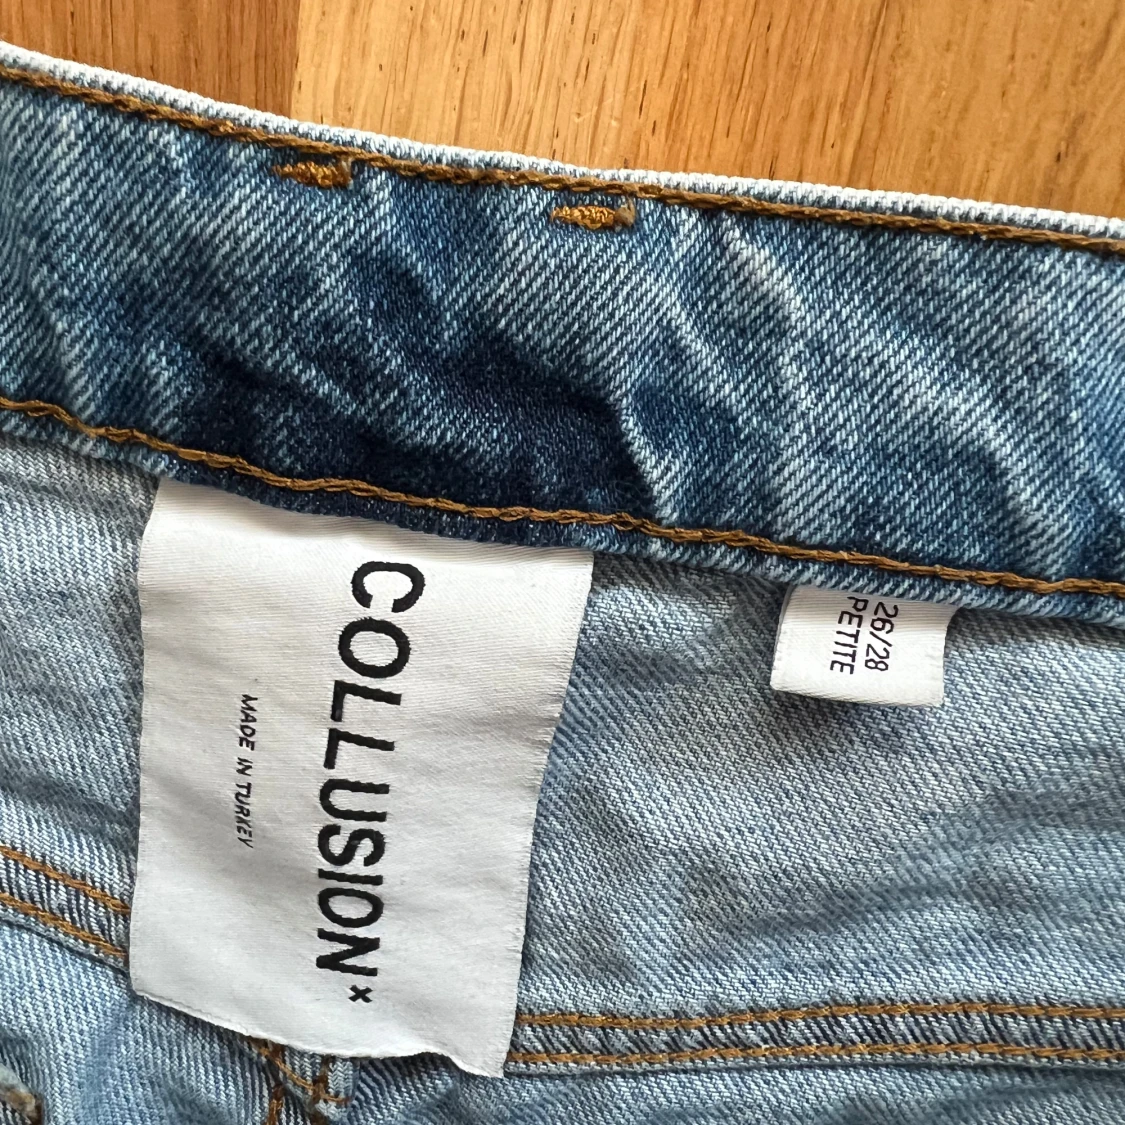 COLLUSION x
MADE IN TURKEY
26/28
PETITE